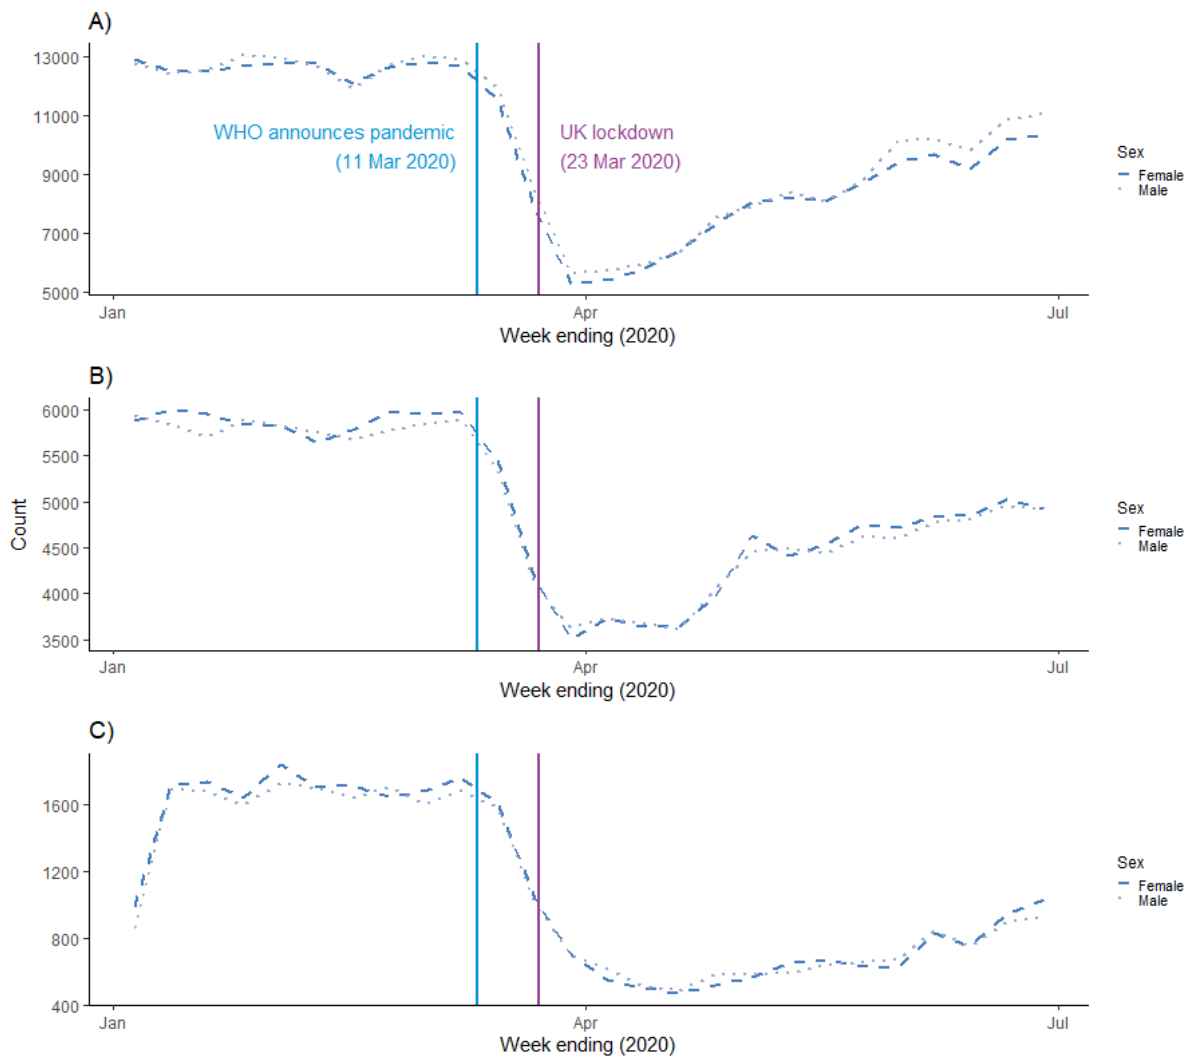 A)
13000
11000
9000
7000
5000
WHO announces pandemic
(11 Mar 2020)
UK lockdown
(23 Mar 2020)
Sex
Female
Male
Jan
Apr
Jul
Week ending (2020)
B)
Count
6000
5500
5000
4500
4000
3500
Sex
Female
Male
Jan
Apr
Jul
Week ending (2020)
C)
1600
1200
800
400
Sex
Female
Male
Jan
Apr
Jul
Week ending (2020)